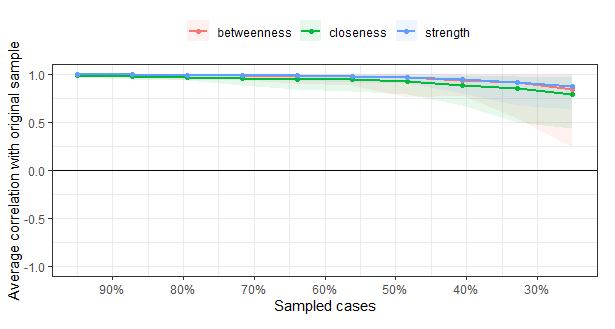 betweenness closeness strength
Average correlation with original sample
1.0
0.5
0.0
-0.5
-1.0
90% 80% 70% 60% 50% 40% 30%
Sampled cases